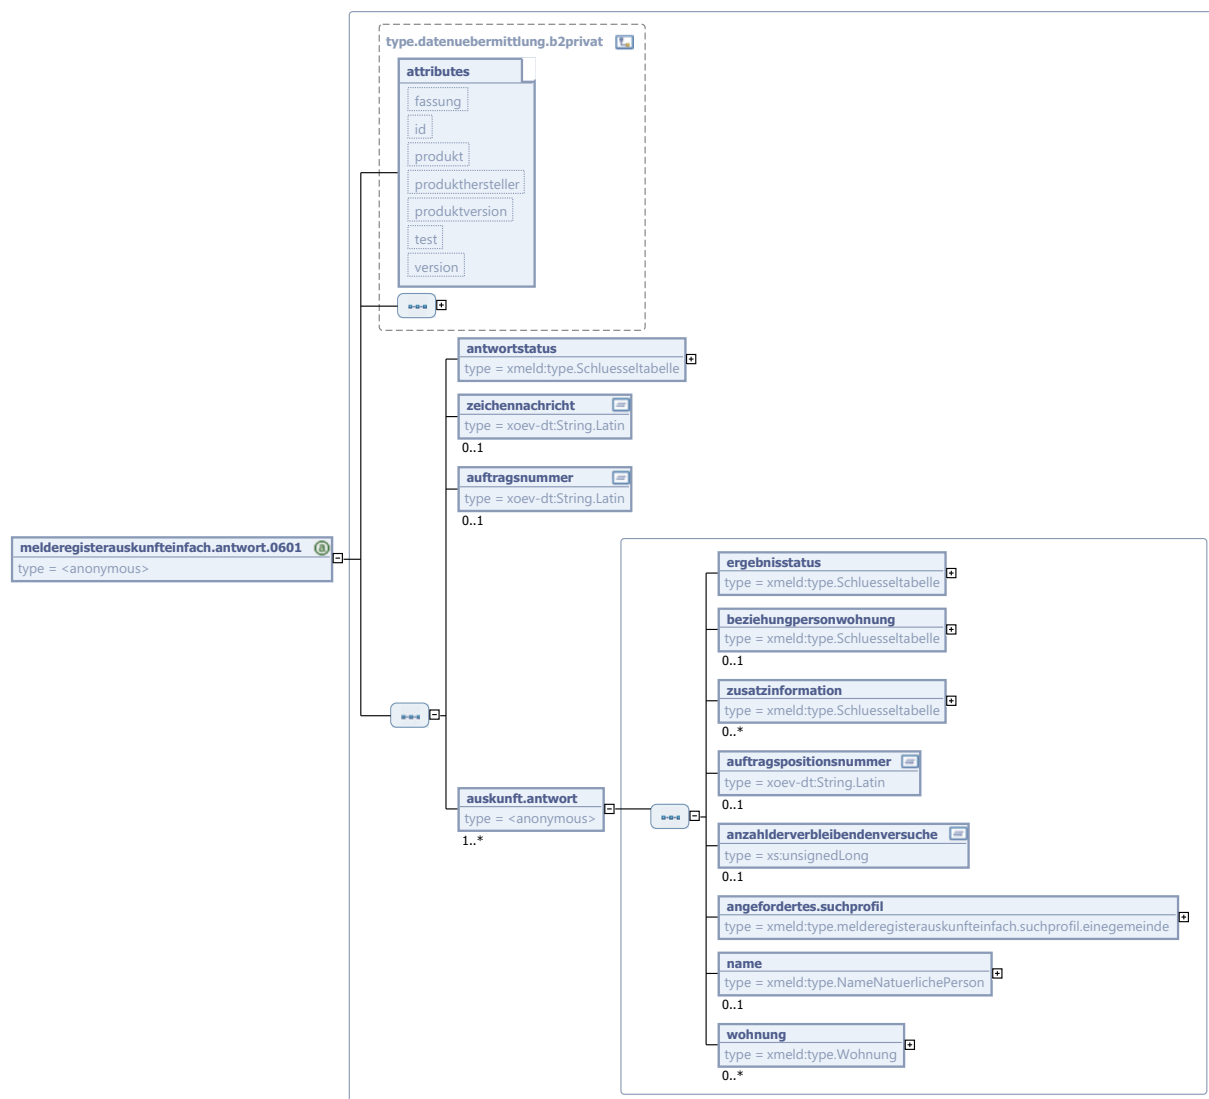 type.datenuebermittlung.b2privat
attributes
fassung
id
produkt
produkthersteller
produktversion
test
version
antwortstatus
type = xmeld:type.Schluesseltabelle
zeichennachricht
type = xoev-dt:String.Latin
0..1
auftragsnummer
type = xoev-dt:String.Latin
0..1
melderegisterauskunfteinfach.antwort.0601
type = <anonymous>
auskunft.antwort
type = <anonymous>
1..*
ergebnisstatus
type = xmeld:type.Schluesseltabelle
beziehungpersonwohnung
type = xmeld:type.Schluesseltabelle
0..1
zusatzinformation
type = xmeld:type.Schluesseltabelle
0..*
auftragspositionsnummer
type = xoev-dt:String.Latin
0..1
anzahlderverbleibendenversuche
type = xs:unsignedLong
0..1
angefordertes.suchprofil
type = xmeld:type.melderegisterauskunfteinfach.suchprofil.einegemeinde
name
type = xmeld:type.NameNatuerlichePerson
0..1
wohnung
type = xmeld:type.Wohnung
0..*